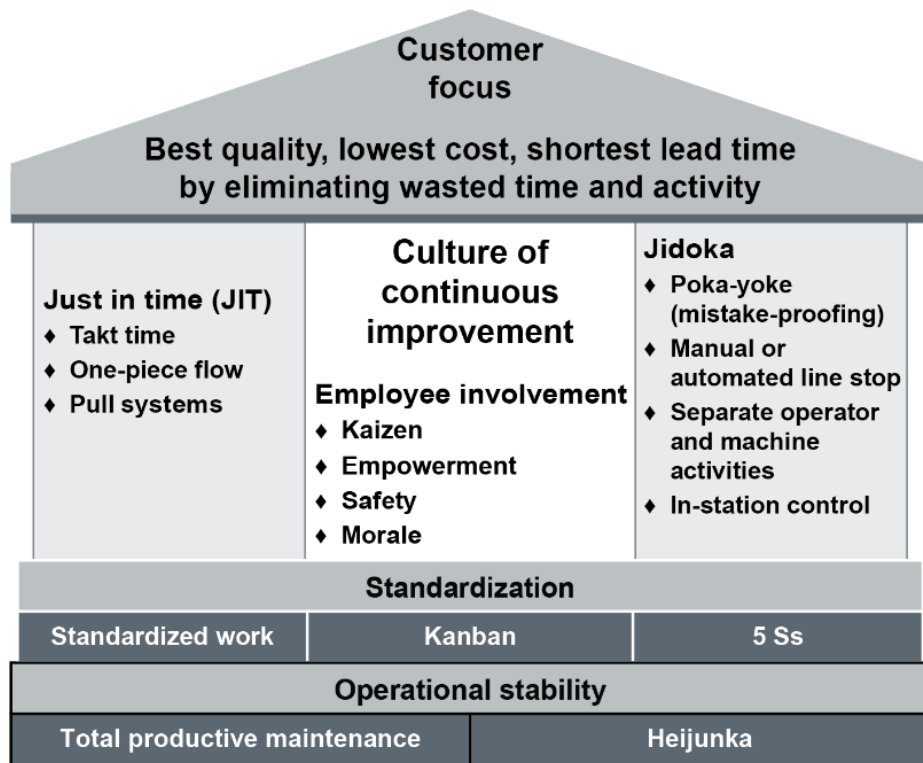 Customer
focus
Best quality, lowest cost, shortest lead time
by eliminating wasted time and activity
Just in time (JIT)
♦ Takt time
♦ One-piece flow
♦ Pull systems
Culture of
continuous
improvement
Employee involvement
♦ Kaizen
♦ Empowerment
♦ Safety
♦ Morale
Jidoka
♦ Poka-yoke
(mistake-proofing)
♦ Manual or
automated line stop
♦ Separate operator
and machine
activities
♦ In-station control
Standardization
Standardized work
Kanban
5 Ss
Operational stability
Total productive maintenance
Heijunka